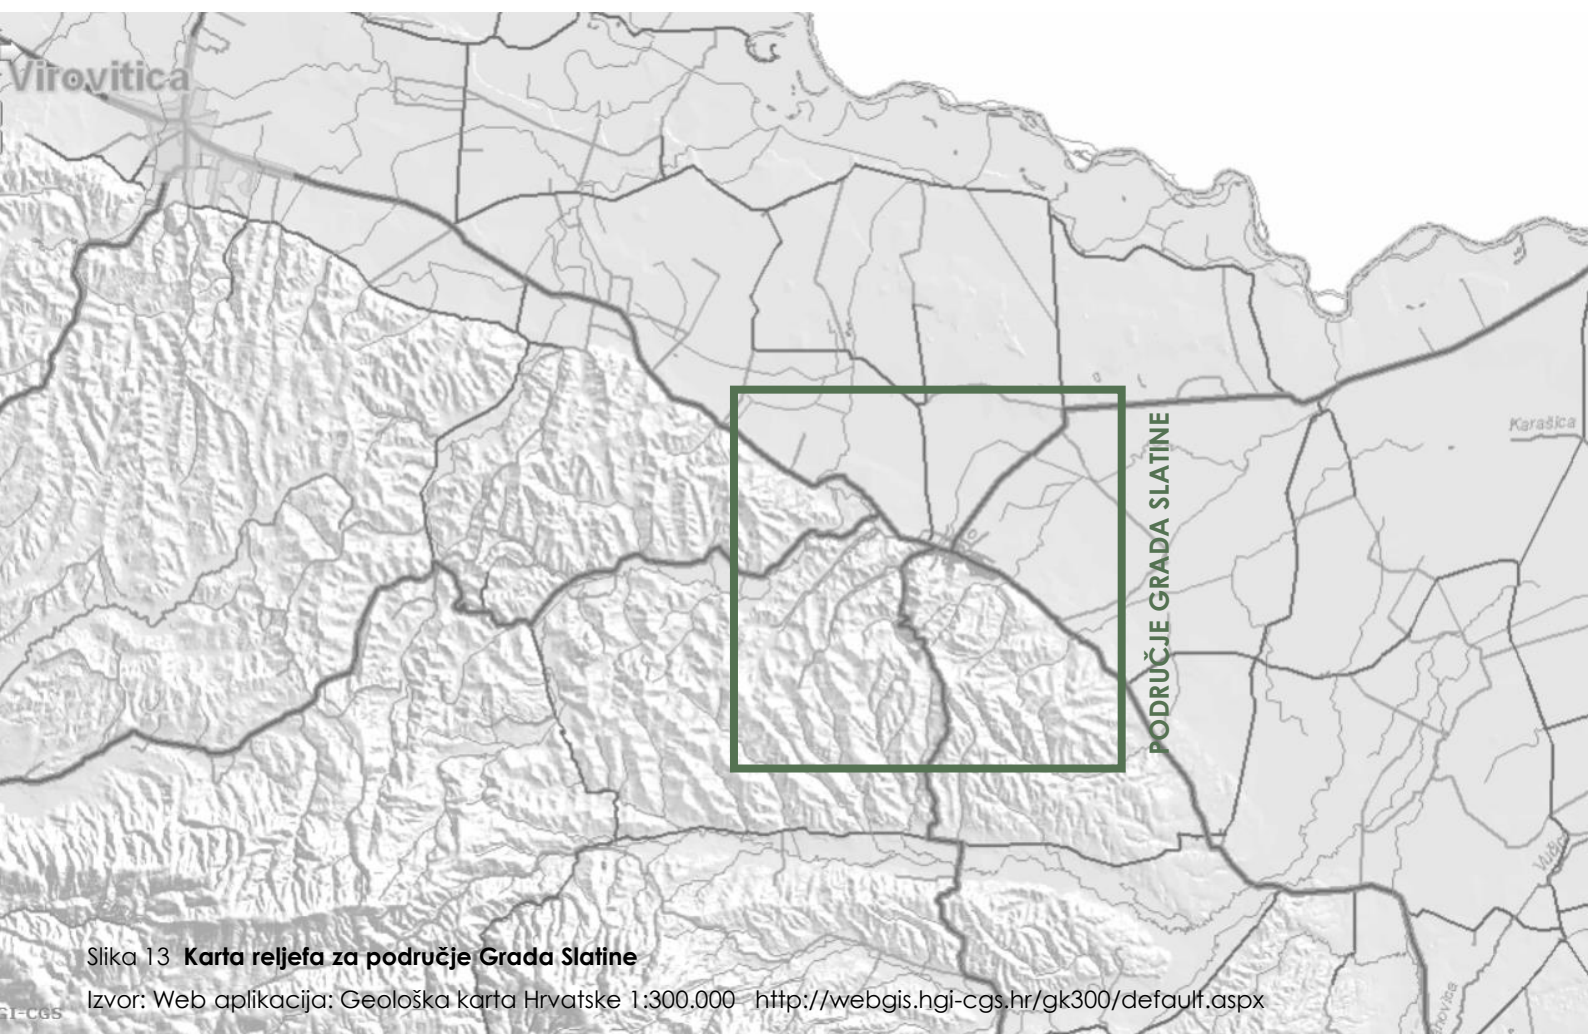 Virovitica
Karašica
PODRUČJE GRADA SLATINE
Slika 13 Karta reljefa za područje Grada Slatine
Izvor: Web aplikacija: Geološka karta Hrvatske 1:300.000 http://webgis.hgi-cgs.hr/gk300/default.aspx